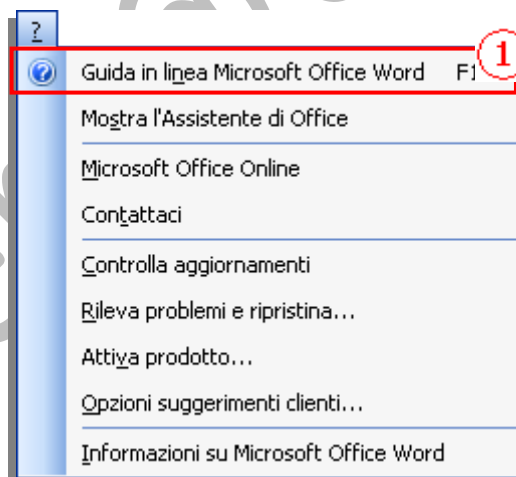 ?
Guida in linea Microsoft Office Word F1
1
Mostra l'Assistente di Office
Microsoft Office Online
Contattaci
Controlla aggiornamenti
Rileva problemi e ripristina...
Attiva prodotto...
Opzioni suggerimenti clienti...
Informazioni su Microsoft Office Word